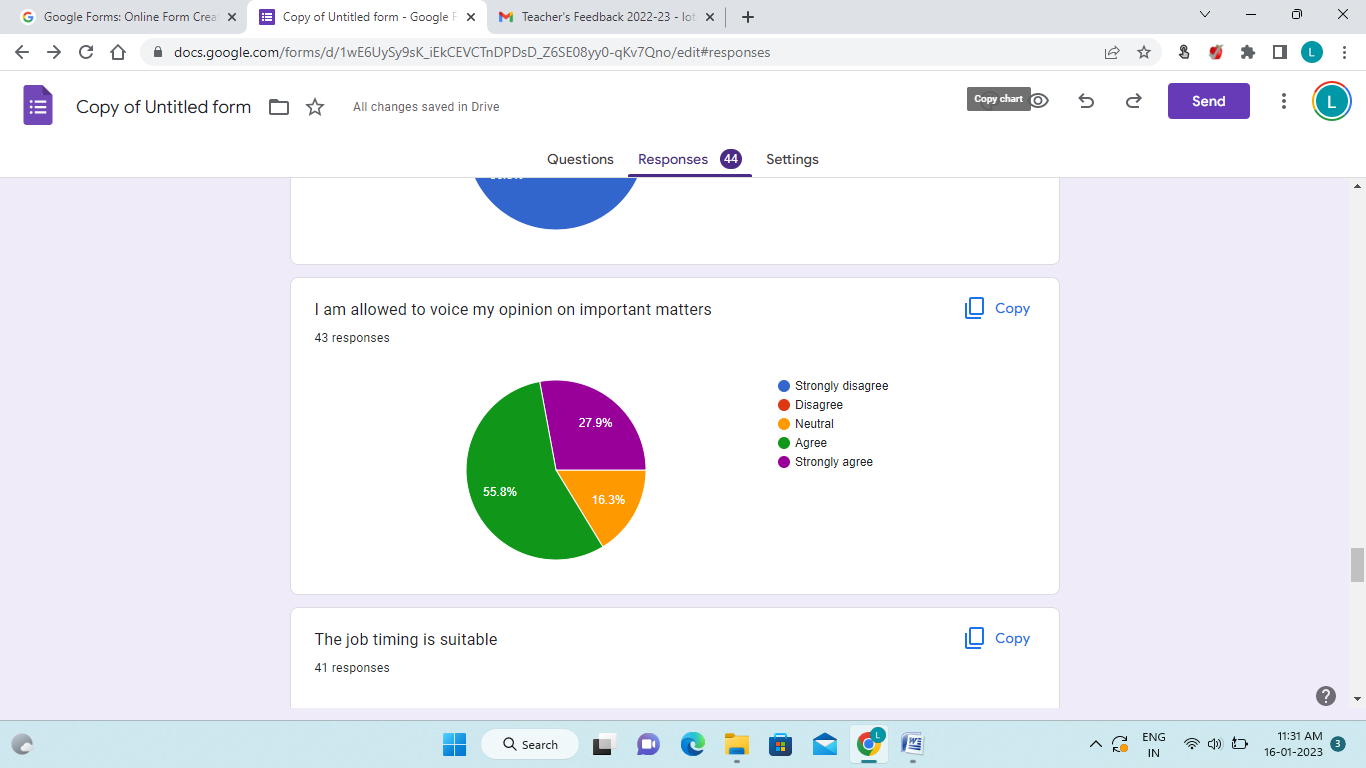 Google Forms: Online Form Crea
Copy of Untitled form - Google F
Teacher's Feedback 2022-23 - lot
docs.google.com/forms/d/1wE6UySy9sK_iEkCEVCTnDPDsD_Z6SE08yy0-qKv7Qno/edit#responses
L
Copy of Untitled form
All changes saved in Drive
Copy chart
Send
L
Questions
Responses 44
Settings
I am allowed to voice my opinion on important matters
Copy
43 responses
Strongly disagree
Disagree
Neutral
Agree
Strongly agree
27.9%
55.8%
16.3%
The job timing is suitable
Copy
41 responses
Search
L
ENG
IN
11:31 AM
16-01-2023
3